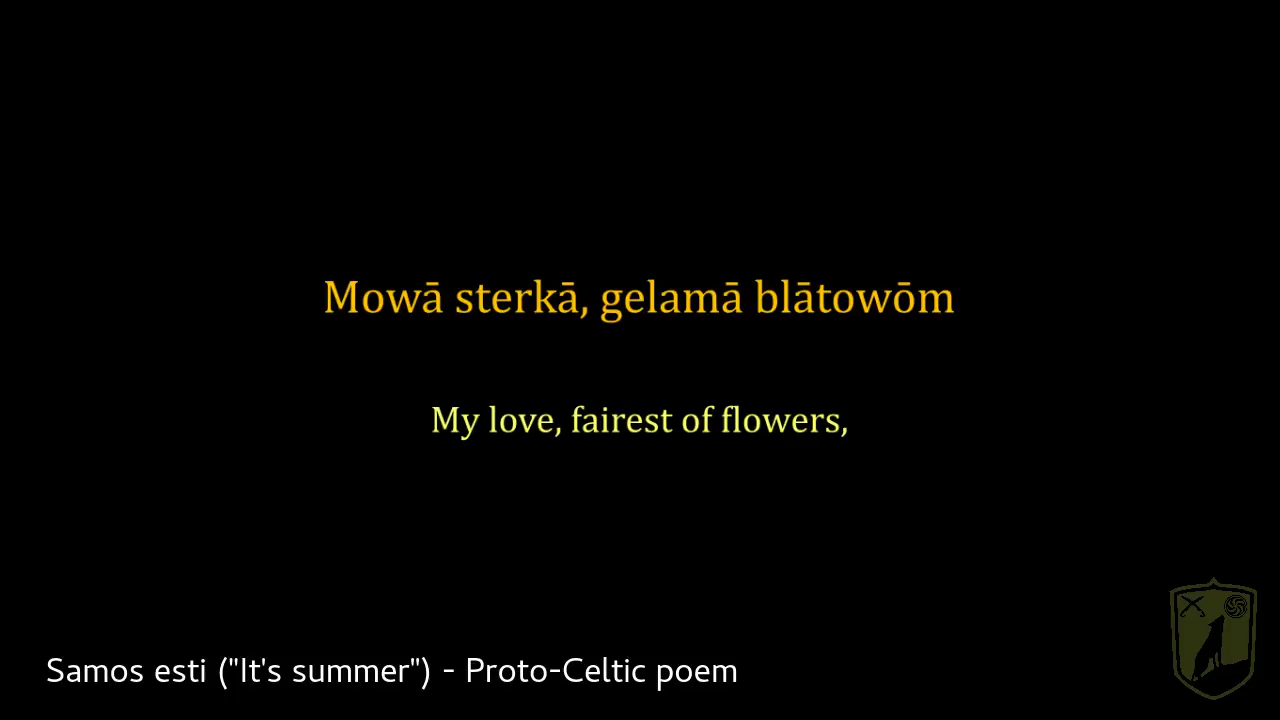 Mowā sterkā, gelamā blātowōm
My love, fairest of flowers,
Samos esti ("It's summer") - Proto-Celtic poem